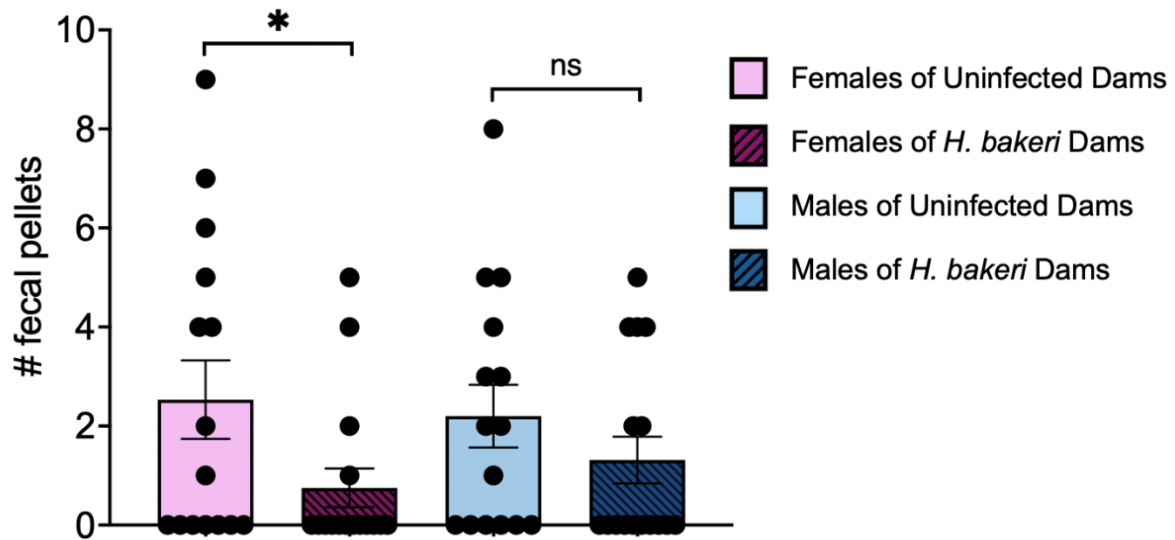 10
8
6
4
2
0
# fecal pellets
*
ns
Females of Uninfected Dams
Females of H. bakeri Dams
Males of Uninfected Dams
Males of H. bakeri Dams